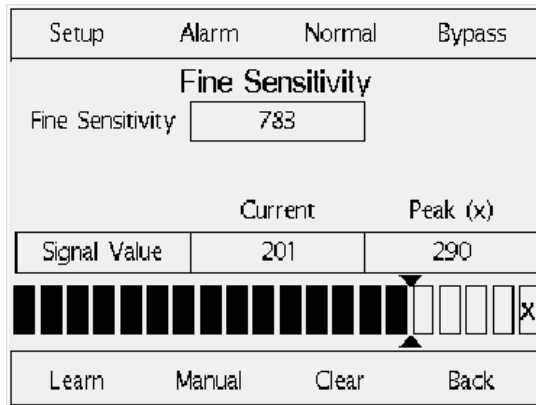 Setup Alarm Normal Bypass
Fine Sensitivity
Fine Sensitivity 783
Current Peak (x)
Signal Value 201 290
X
Learn Manual Clear Back